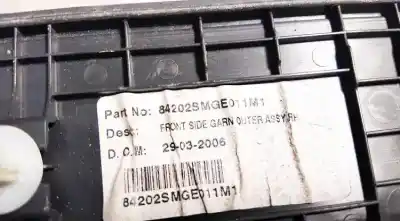 Part No: 84202SMGE011M1
Desc: FRONT SIDE GARN OUTER ASSY.RH
D.O.M: 29-03-2006
84202SMGE011M1